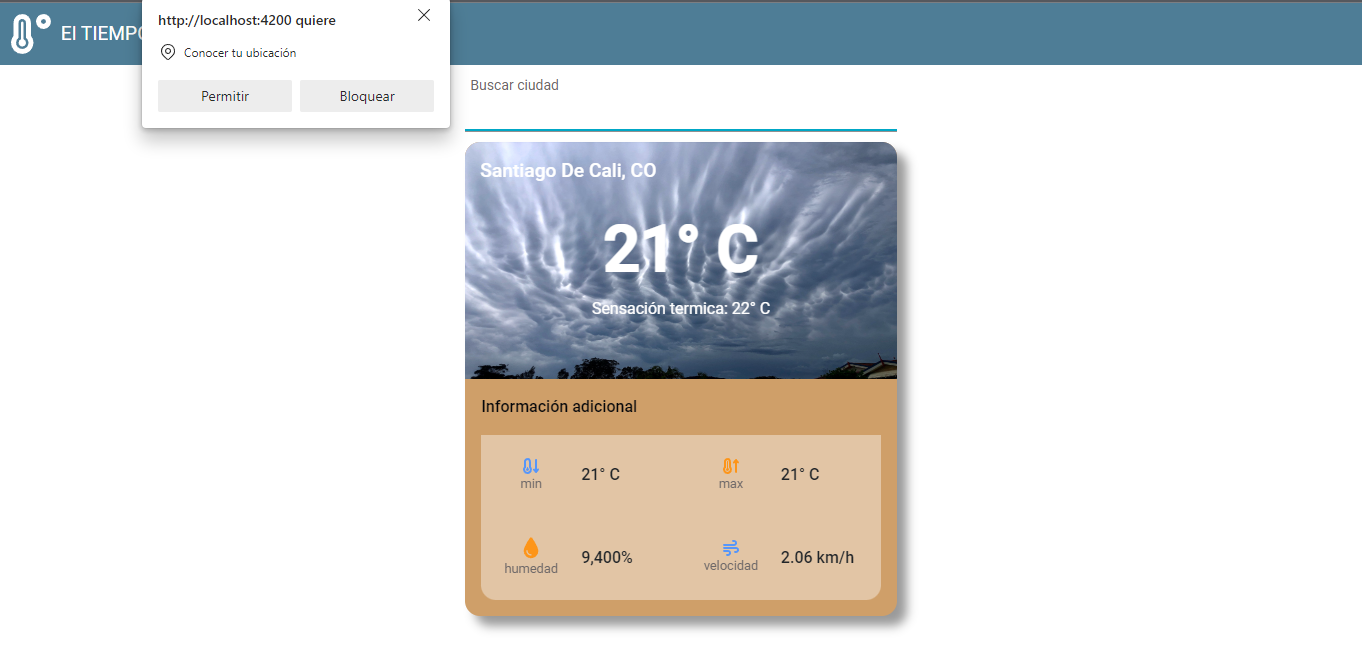 http://localhost:4200 quiere
Conocer tu ubicación
Permitir Bloquear
El TIEMPO
Buscar ciudad
Santiago De Cali, CO
21° C
Sensación termica: 22° C
Información adicional
min 21° C max 21° C
humedad 9,400% velocidad 2.06 km/h